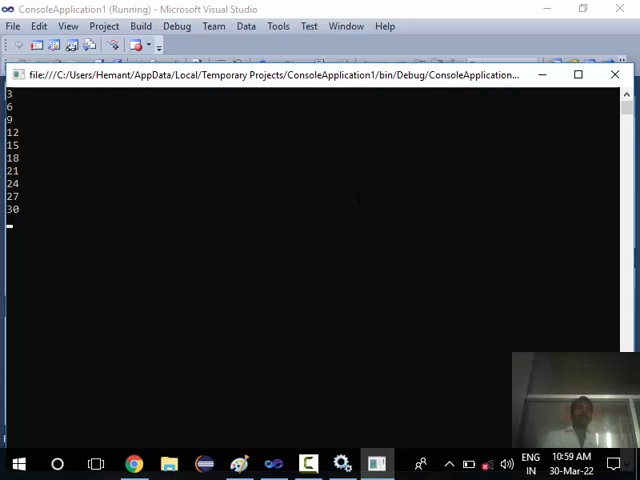 ConsoleApplication1 (Running) - Microsoft Visual Studio
File Edit View Project Build Debug Team Data Tools Test Window Help
file:///C:/Users/Hemant/AppData/Local/Temporary Projects/ConsoleApplication1/bin/Debug/ConsoleApplication...
3
6
9
12
15
18
21
24
27
30
ENG 10:59 AM
IN 30-Mar-22